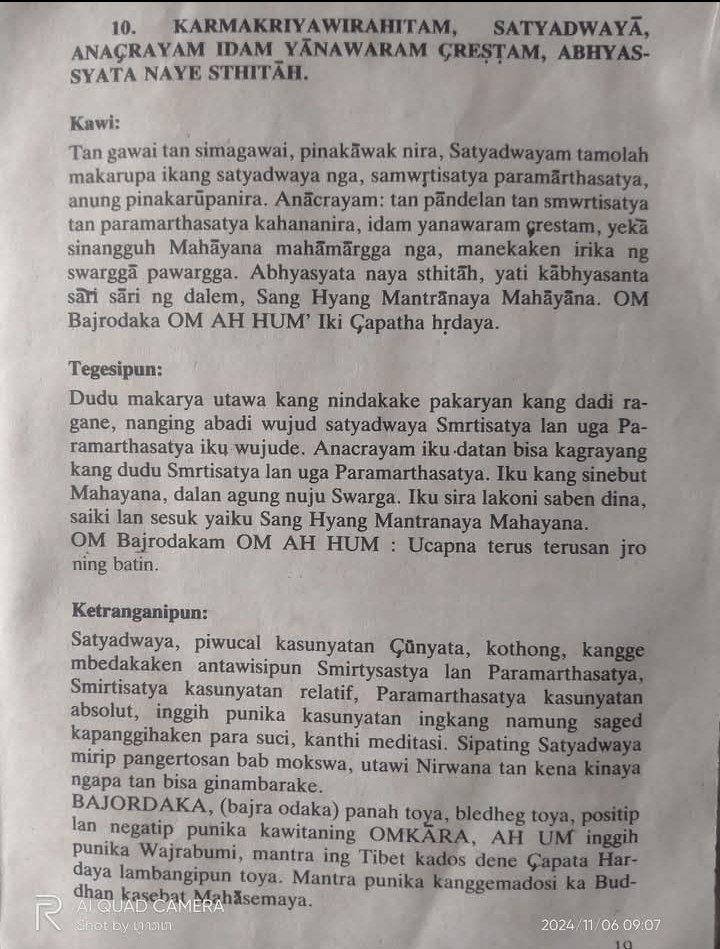 10. KARMAKRIYAWIRAHITAM, SATYADWAYĀ,
ANAÇRAYAM IDAM YĀNAWARAM ÇREṢṬAM, ABHYAS-
SYATA NAYE STHITĀH.
Kawi:
Tan gawai tan simagawai, pinakāwak nira, Satyadwayam tamolah
makarupa ikang satyadwaya nga, samwṛtisatya paramārthasatya,
anung pinakarūpanira. Anācrayam: tan pāndelan tan smwrtisatya
tan paramarthasatya kahananira, idam yanawaram çrestam, yekā
sinangguh Mahāyana mahāmārgga nga, manekaken irika ng
swarggā pawargga. Abhyasyata naya sthitāh, yati kābhyasanta
sāri sāri ng dalem, Sang Hyang Mantrānaya Mahāyāna. OM
Bajrodaka OM AH HUM' Iki Çapatha hṛdaya.
Tegesipun:
Dudu makarya utawa kang nindakake pakaryan kang dadi ra-
gane, nanging abadi wujud satyadwaya Smrtisatya lan uga Pa-
ramarthasatya iku wujude. Anacrayam iku datan bisa kagrayang
kang dudu Smrtisatya lan uga Paramarthasatya. Iku kang sinebut
Mahayana, dalan agung nuju Swarga. Iku sira lakoni saben dina,
saiki lan sesuk yaiku Sang Hyang Mantranaya Mahayana.
OM Bajrodakam OM AH HUM : Ucapna terus terusan jro
ning batin.
Ketranganipun:
Satyadwaya, piwucal kasunyatan Çūnyata, kothong, kangge
mbedakaken antawisipun Smirtysastya lan Paramarthasatya,
Smirtisatya kasunyatan relatif, Paramarthasatya kasunyatan
absolut, inggih punika kasunyatan ingkang namung saged
kapanggihaken para suci, kanthi meditasi. Sipating Satyadwaya
mirip pangertosan bab mokswa, utawi Nirwana tan kena kinaya
ngapa tan bisa ginambarake.
BAJORDAKA, (bajra odaka) panah toya, bledheg toya, positip
lan negatip punika kawitaning OMKĀRA, AH UM inggih
punika Wajrabumi, mantra ing Tibet kados dene Çapata Har-
daya lambangipun toya. Mantra punika kanggemadosi ka Bud-
dhan kasebat Mahāsemaya.
AI QUAD CAMERA
Shot by
2024/11/06 09:07
19